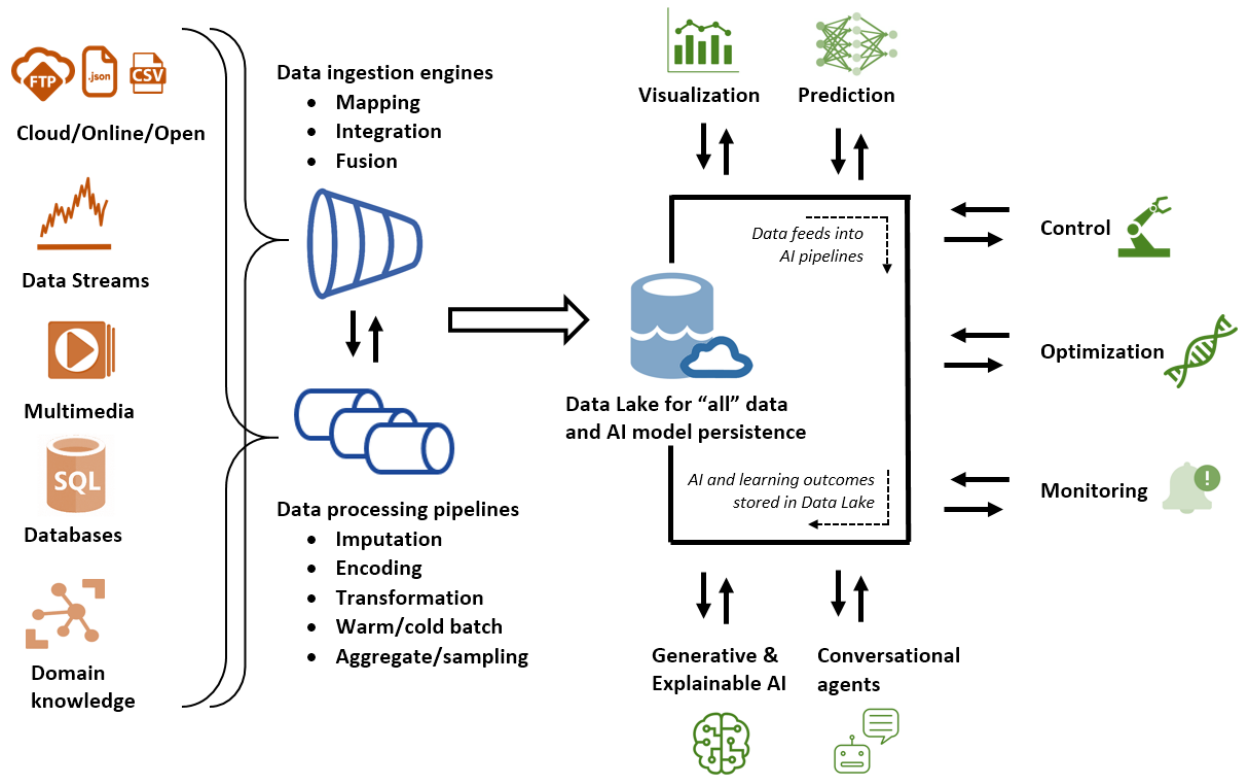 FTP
.json
CSV
Cloud/Online/Open
Data Streams
Multimedia
SQL
Databases
Domain
knowledge
Data ingestion engines
• Mapping
• Integration
• Fusion
Data processing pipelines
• Imputation
• Encoding
• Transformation
• Warm/cold batch
• Aggregate/sampling
Visualization
Prediction
Data feeds into
AI pipelines
Data Lake for “all” data
and AI model persistence
AI and learning outcomes
stored in Data Lake
Control
Optimization
Monitoring
!
Generative &
Explainable AI
Conversational
agents